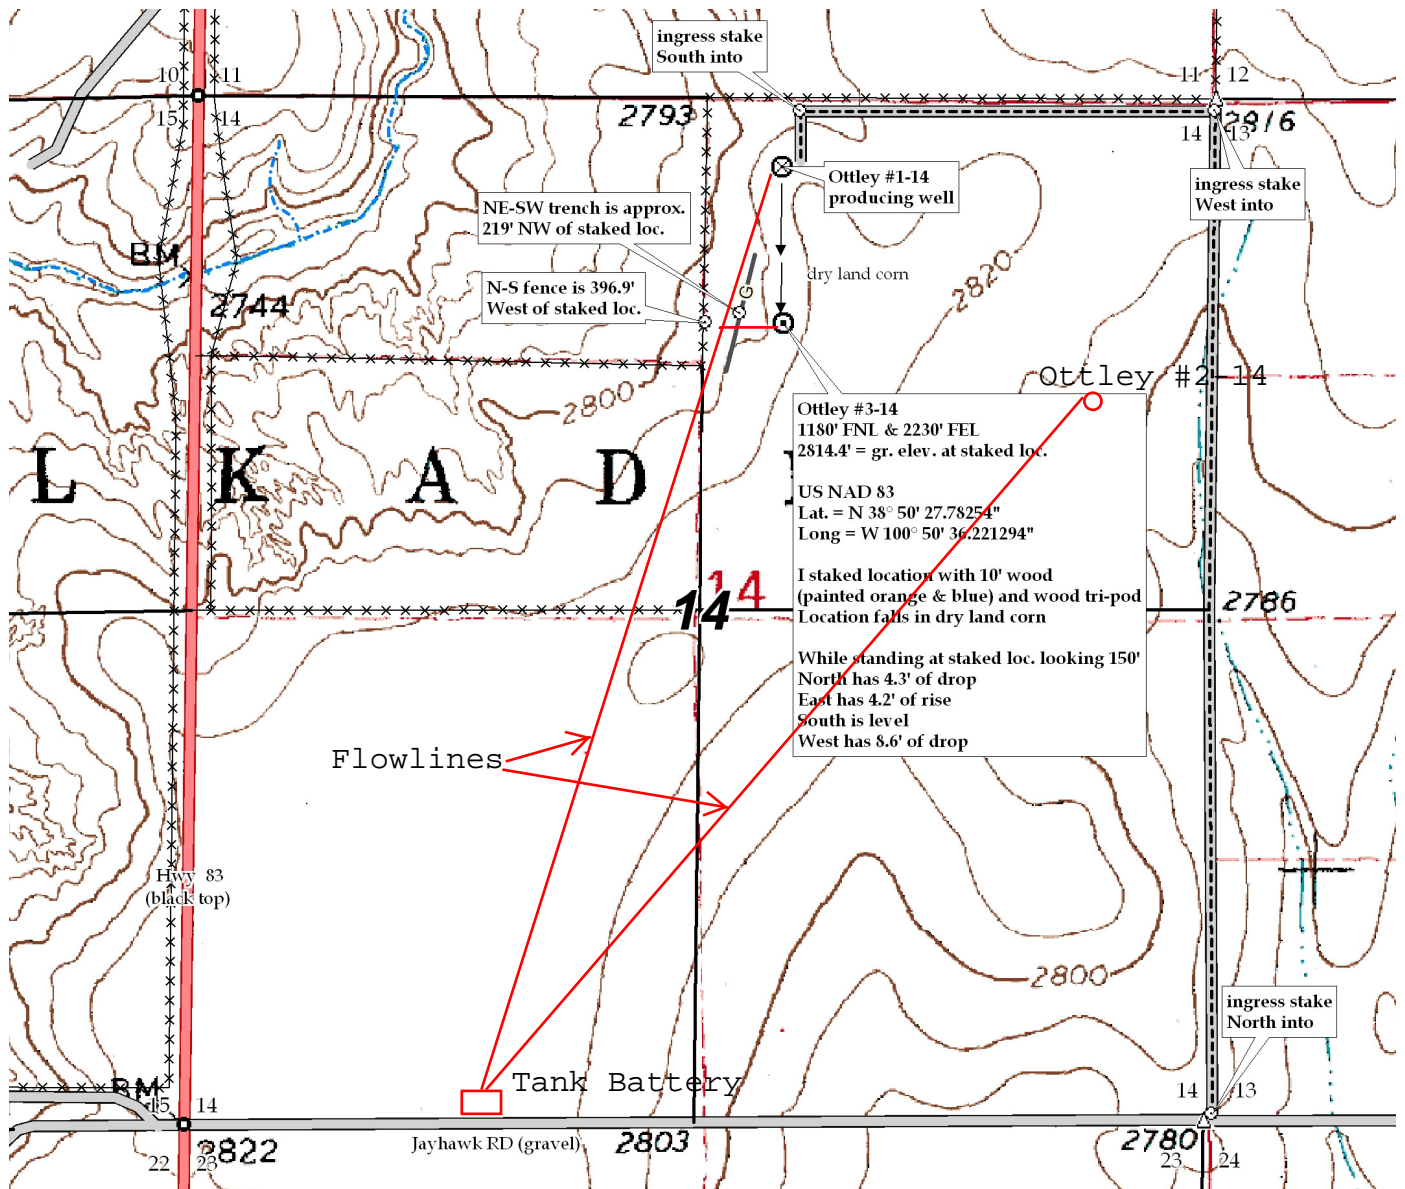 ingress stake
South into
10
11
11
12
15
14
2793
14
13
2816
Ottley #1-14
producing well
ingress stake
West into
NE-SW trench is approx.
219' NW of staked loc.
BM
dry land corn
N-S fence is 396.9'
West of staked loc.
G
2820
2744
Ottley #2-14
2800
Ottley #3-14
1180' FNL & 2230' FEL
2814.4' = gr. elev. at staked loc.
L K A D
US NAD 83
Lat. = N 38° 50' 27.78254"
Long = W 100° 50' 36.221294"
I staked location with 10' wood
(painted orange & blue) and wood tri-pod
Location falls in dry land corn
14
14
2786
While standing at staked loc. looking 150'
North has 4.3' of drop
East has 4.2' of rise
South is level
West has 8.6' of drop
Flowlines
Hwy 83
(black top)
2800
ingress stake
North into
Tank Battery
BM
15
14
14
13
Jayhawk RD (gravel)
2803
2780
22
23
2822
23
24